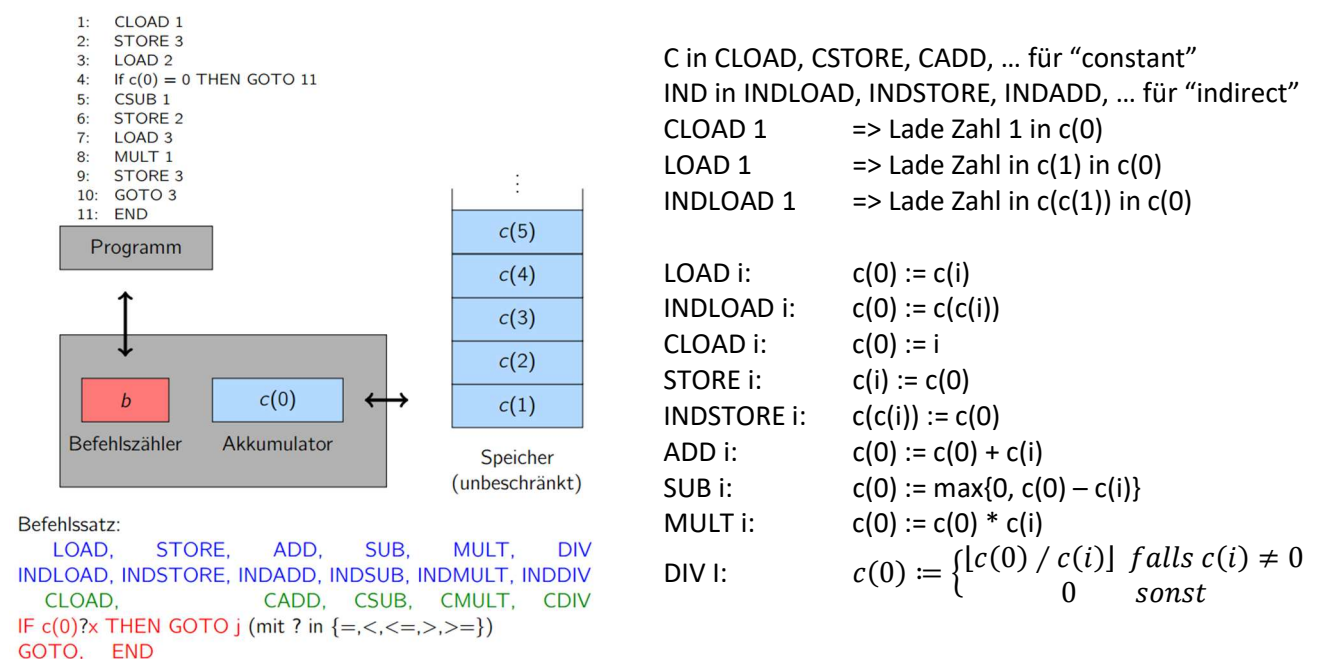 1: CLOAD 1
2: STORE 3
3: LOAD 2
4: If c(0) = 0 THEN GOTO 11
5: CSUB 1
6: STORE 2
7: LOAD 3
8: MULT 1
9: STORE 3
10: GOTO 3
11: END
Programm
b
Befehlszähler
c(0)
Akkumulator
⋮
c(5)
c(4)
c(3)
c(2)
c(1)
Speicher
(unbeschränkt)
Befehlssatz:
LOAD, STORE, ADD, SUB, MULT, DIV
INDLOAD, INDSTORE, INDADD, INDSUB, INDMULT, INDDIV
CLOAD, CADD, CSUB, CMULT, CDIV
IF c(0)?x THEN GOTO j (mit ? in {=,<,<=,>,>=})
GOTO. END
C in CLOAD, CSTORE, CADD, … für “constant”
IND in INDLOAD, INDSTORE, INDADD, … für “indirect”
CLOAD 1 => Lade Zahl 1 in c(0)
LOAD 1 => Lade Zahl in c(1) in c(0)
INDLOAD 1 => Lade Zahl in c(c(1)) in c(0)
LOAD i: c(0) := c(i)
INDLOAD i: c(0) := c(c(i))
CLOAD i: c(0) := i
STORE i: c(i) := c(0)
INDSTORE i: c(c(i)) := c(0)
ADD i: c(0) := c(0) + c(i)
SUB i: c(0) := max{0, c(0) – c(i)}
MULT i: c(0) := c(0) * c(i)
DIV I: c(0) ≔ {⌊c(0) / c(i)⌋ falls c(i) ≠ 0
0 sonst